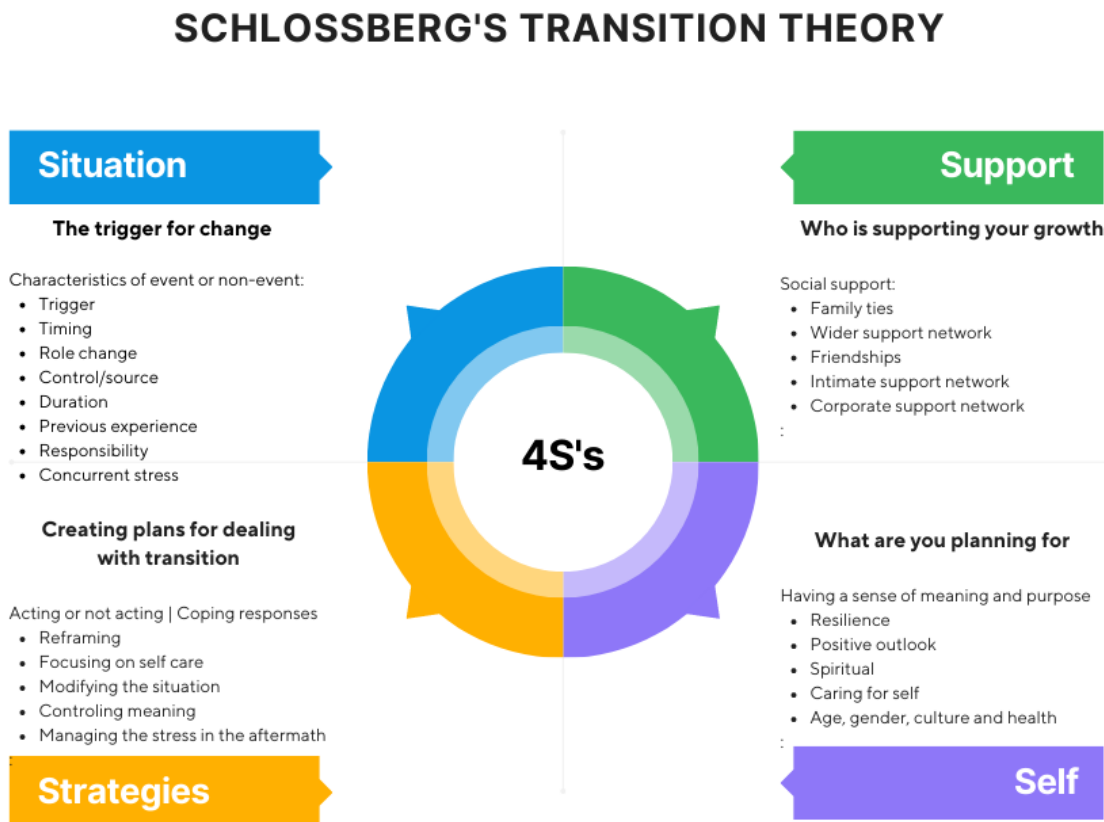 SCHLOSSBERG'S TRANSITION THEORY
Situation
The trigger for change
Characteristics of event or non-event:
• Trigger
• Timing
• Role change
• Control/source
• Duration
• Previous experience
• Responsibility
• Concurrent stress
Support
Who is supporting your growth
Social support:
• Family ties
• Wider support network
• Friendships
• Intimate support network
• Corporate support network
:
4S's
Creating plans for dealing
with transition
Acting or not acting | Coping responses
• Reframing
• Focusing on self care
• Modifying the situation
• Controling meaning
• Managing the stress in the aftermath
:
Strategies
What are you planning for
Having a sense of meaning and purpose
• Resilience
• Positive outlook
• Spiritual
• Caring for self
• Age, gender, culture and health
:
Self